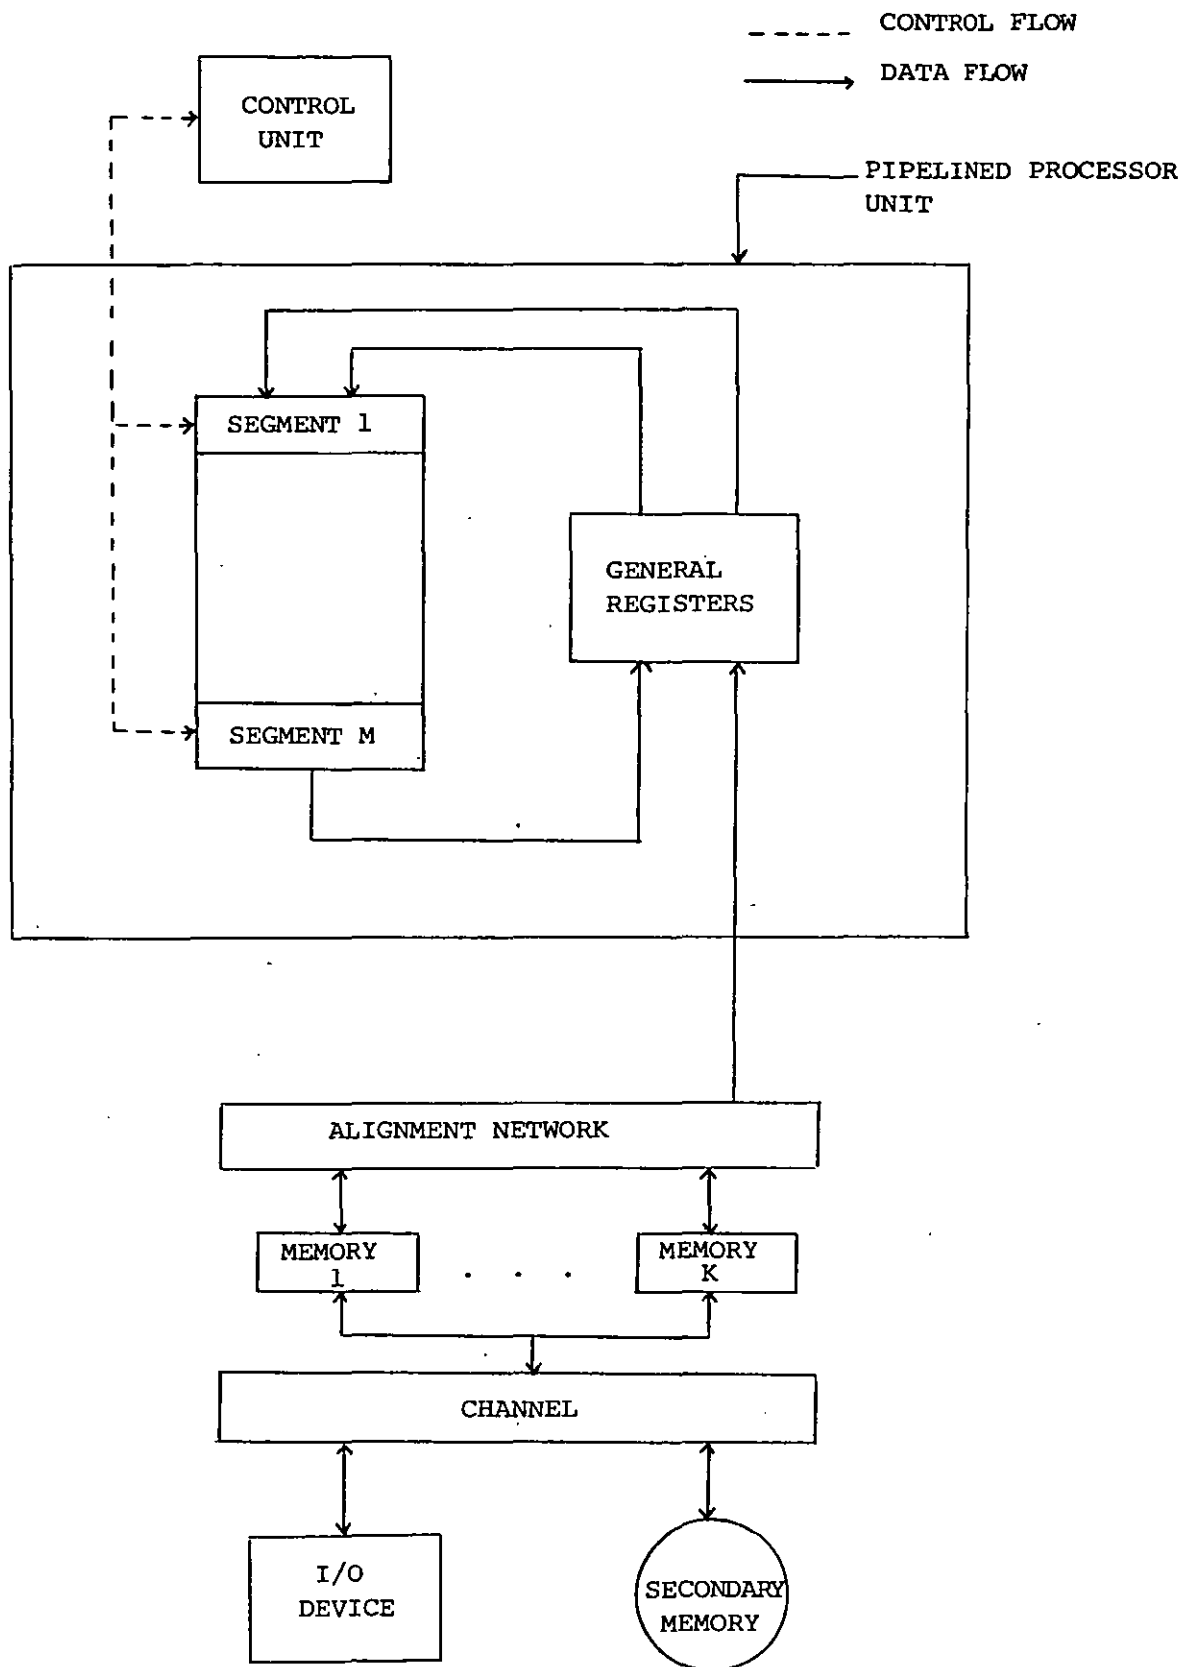 CONTROL FLOW
DATA FLOW
CONTROL
UNIT
PIPELINED PROCESSOR
UNIT
SEGMENT 1
GENERAL
REGISTERS
SEGMENT M
ALIGNMENT NETWORK
MEMORY
1
. . .
MEMORY
K
CHANNEL
I/O
DEVICE
SECONDARY
MEMORY